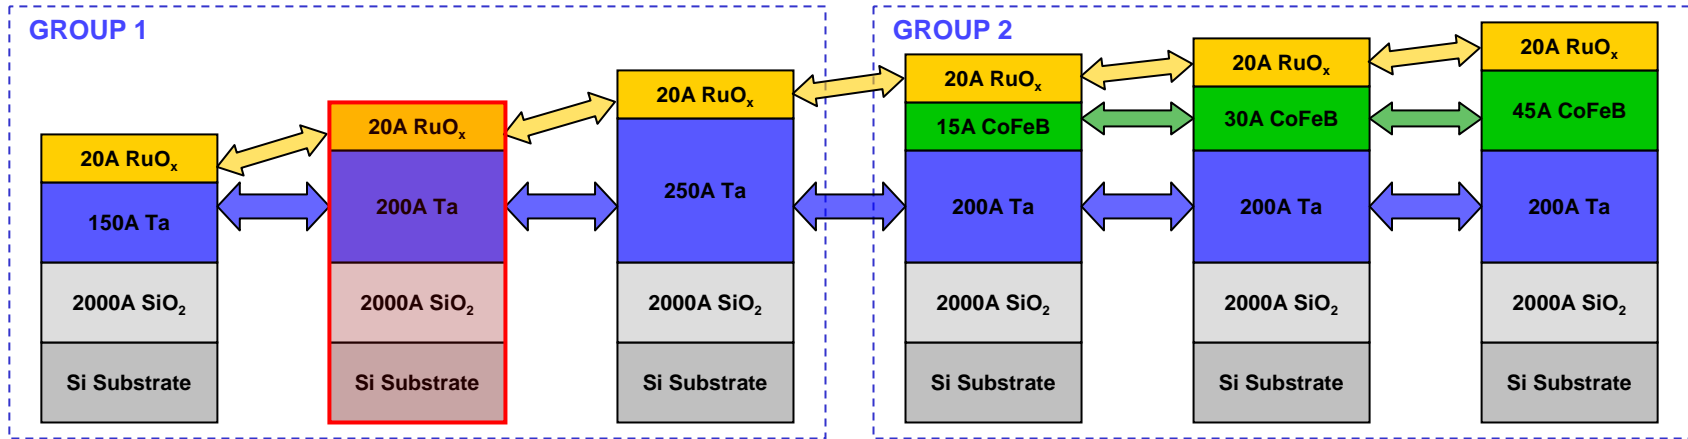 GROUP 1
GROUP 2
20A RuOₓ
150A Ta
2000A SiO₂
Si Substrate
20A RuOₓ
200A Ta
2000A SiO₂
Si Substrate
20A RuOₓ
250A Ta
2000A SiO₂
Si Substrate
20A RuOₓ
15A CoFeB
200A Ta
2000A SiO₂
Si Substrate
20A RuOₓ
30A CoFeB
200A Ta
2000A SiO₂
Si Substrate
20A RuOₓ
45A CoFeB
200A Ta
2000A SiO₂
Si Substrate